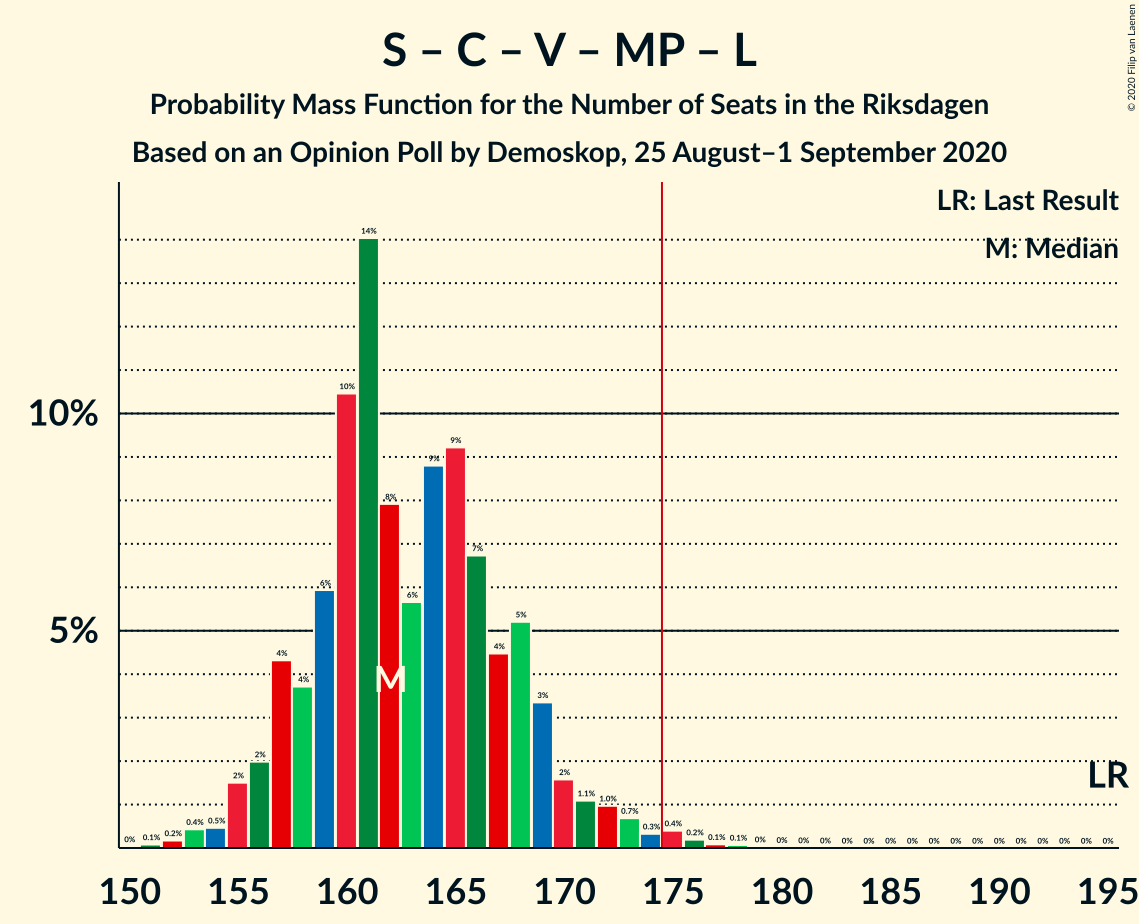 S – C – V – MP – L
Probability Mass Function for the Number of Seats in the Riksdagen
Based on an Opinion Poll by Demoskop, 25 August–1 September 2020
© 2020 Filip van Laenen
LR: Last Result
M: Median
10%
5%
0% 0.1% 0.2% 0.4% 0.5% 2% 2% 4% 4% 6% 10% 14% 8% 6% 9% 9% 7% 4% 5% 3% 2% 1.1% 1.0% 0.7% 0.3% 0.4% 0.2% 0.1% 0.1% 0% 0% 0% 0% 0% 0% 0% 0% 0% 0% 0% 0% 0% 0% 0% 0% 0%
M
LR
150 155 160 165 170 175 180 185 190 195